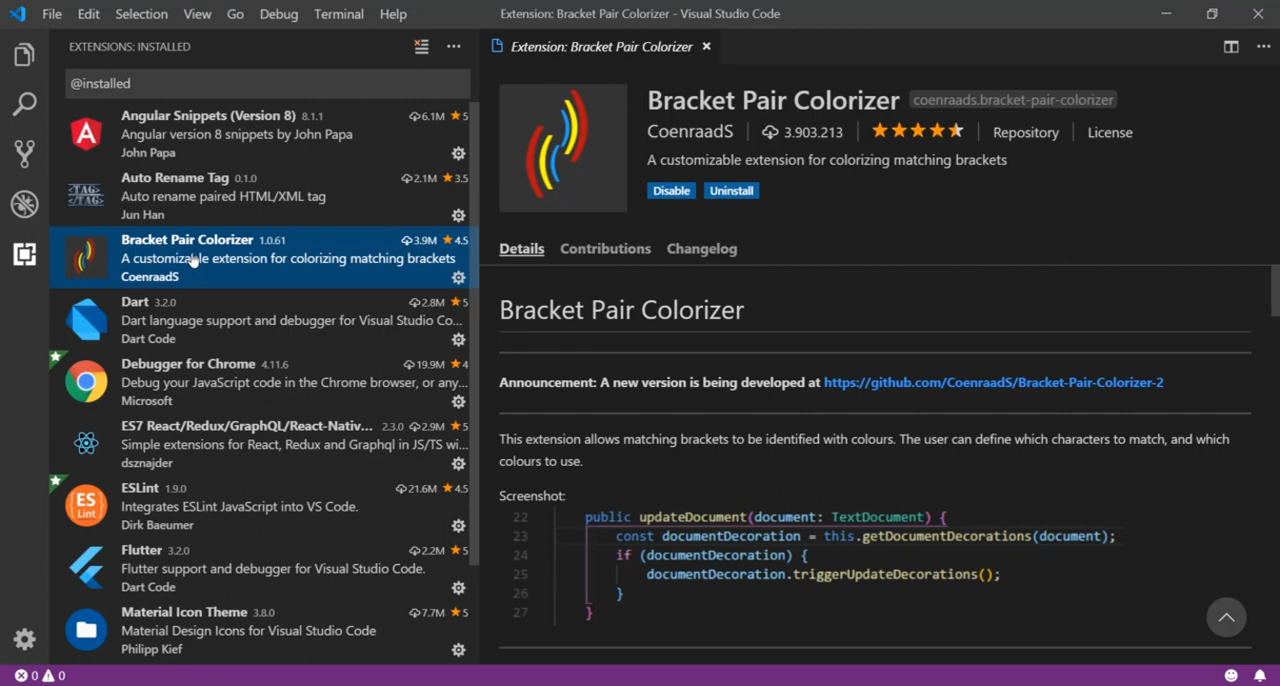 File Edit Selection View Go Debug Terminal Help
Extension: Bracket Pair Colorizer - Visual Studio Code
EXTENSIONS: INSTALLED
@installed
Angular Snippets (Version 8) 8.1.1 6.1M ★5
Angular version 8 snippets by John Papa
John Papa
<TAG>
</TAG>
Auto Rename Tag 0.1.0 2.1M ★3.5
Auto rename paired HTML/XML tag
Jun Han
Bracket Pair Colorizer 1.0.61 3.9M ★4.5
A customizable extension for colorizing matching brackets
CoenraadS
Dart 3.2.0 2.8M ★5
Dart language support and debugger for Visual Studio Co...
Dart Code
Debugger for Chrome 4.11.6 19.9M ★4
Debug your JavaScript code in the Chrome browser, or any...
Microsoft
ES7 React/Redux/GraphQL/React-Nativ... 2.3.0 2.9M ★5
Simple extensions for React, Redux and Graphql in JS/TS wi...
dsznajder
ES
Lint
ESLint 1.9.0 21.6M ★4.5
Integrates ESLint JavaScript into VS Code.
Dirk Baeumer
Flutter 3.2.0 2.2M ★5
Flutter support and debugger for Visual Studio Code.
Dart Code
Material Icon Theme 3.8.0 7.7M ★5
Material Design Icons for Visual Studio Code
Philipp Kief
Extension: Bracket Pair Colorizer
Bracket Pair Colorizer coenraads.bracket-pair-colorizer
CoenraadS 3.903.213 Repository License
A customizable extension for colorizing matching brackets
Disable Uninstall
Details Contributions Changelog
Bracket Pair Colorizer
Announcement: A new version is being developed at https://github.com/CoenraadS/Bracket-Pair-Colorizer-2
This extension allows matching brackets to be identified with colours. The user can define which characters to match, and which
colours to use.
Screenshot:
22 public updateDocument(document: TextDocument) {
23 const documentDecoration = this.getDocumentDecorations(document);
24 if (documentDecoration) {
25 documentDecoration.triggerUpdateDecorations();
26 }
27 }
0 0